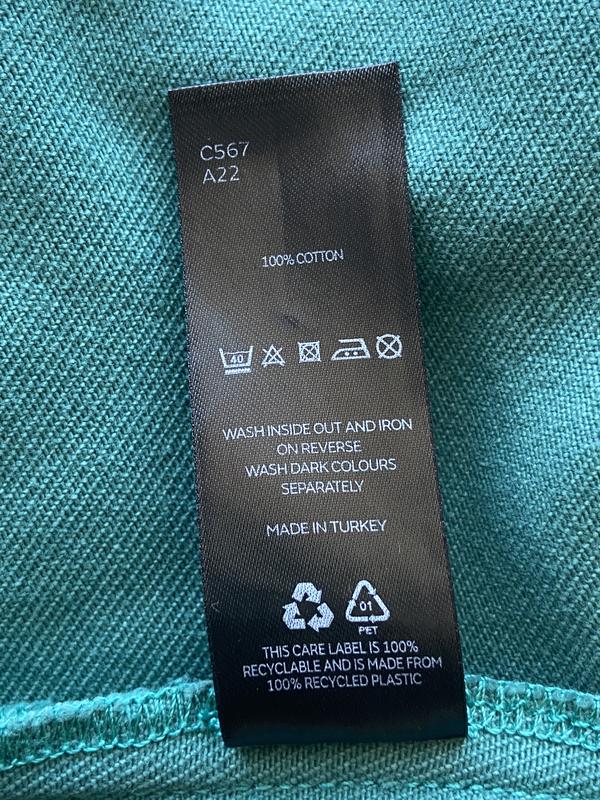 C567
A22
100% COTTON
40
WASH INSIDE OUT AND IRON
ON REVERSE
WASH DARK COLOURS
SEPARATELY
MADE IN TURKEY
01
PET
THIS CARE LABEL IS 100%
RECYCLABLE AND IS MADE FROM
100% RECYCLED PLASTIC